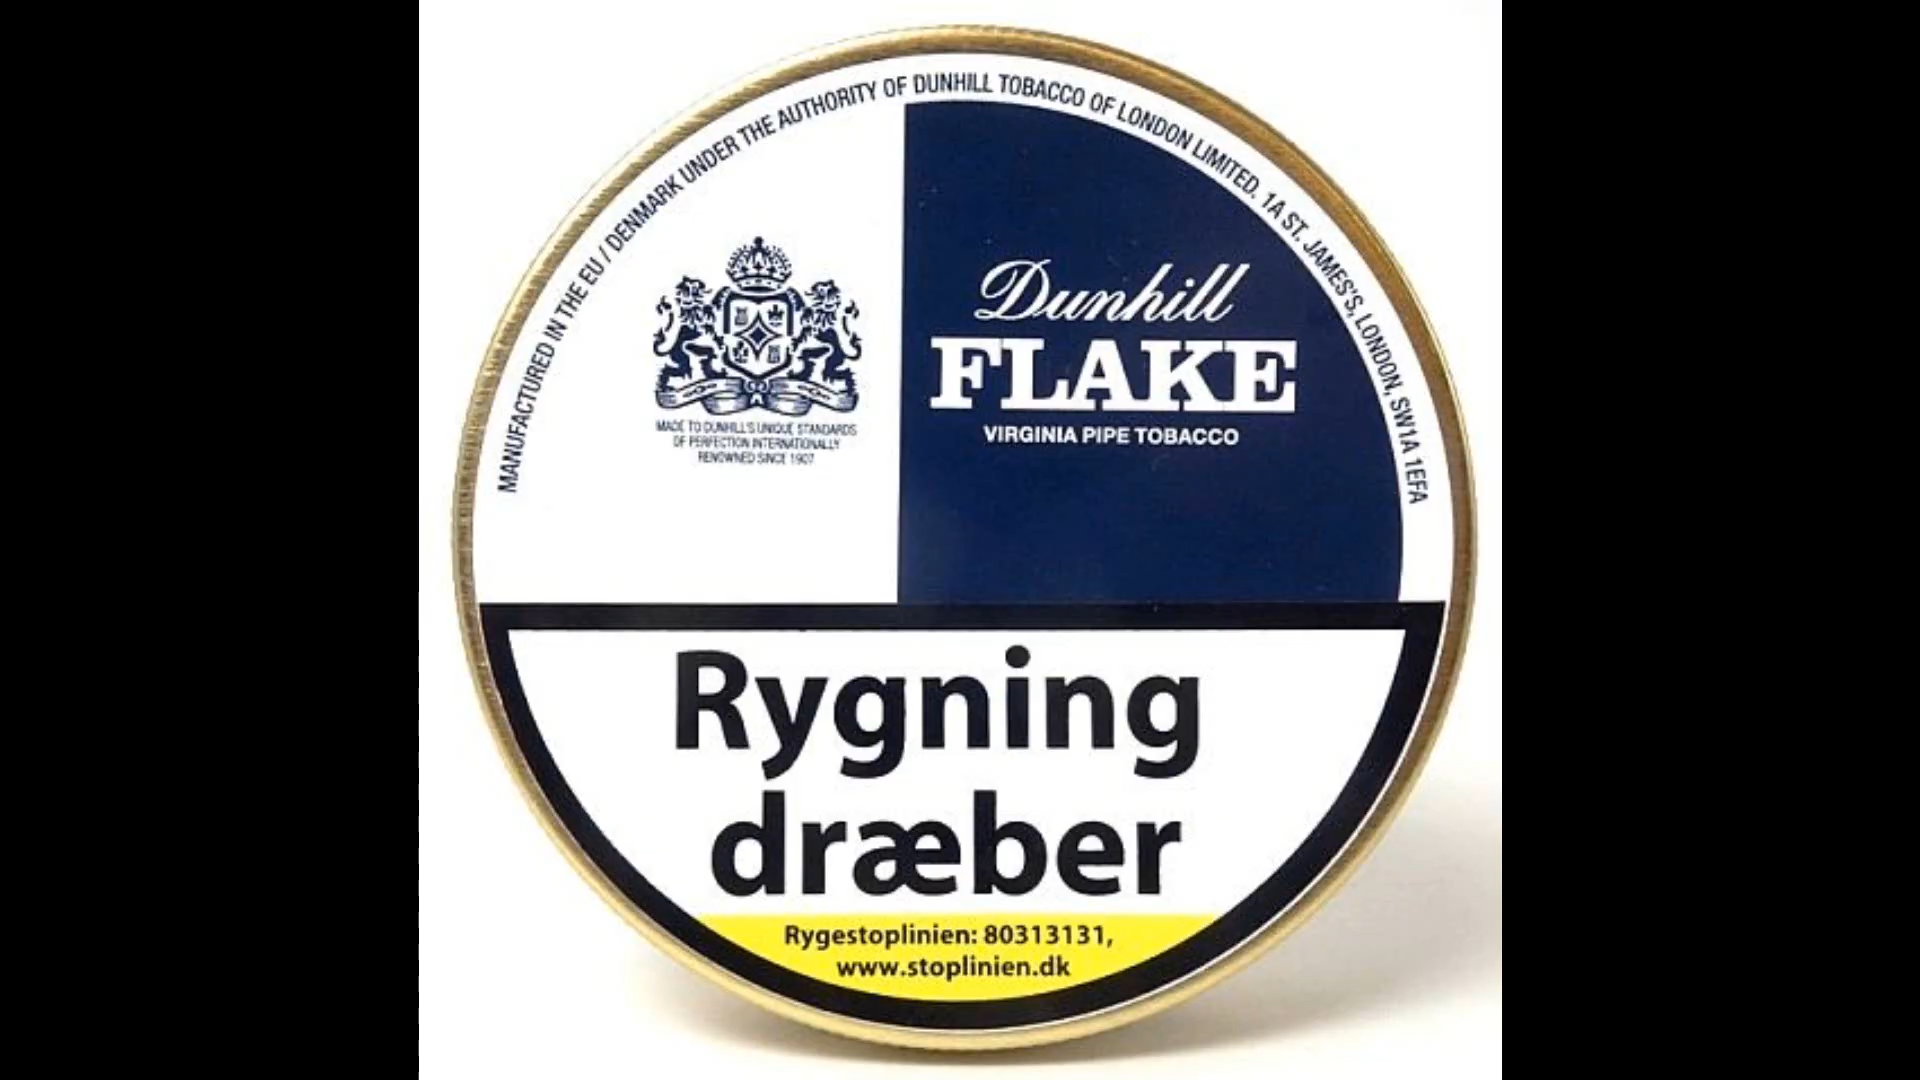 MANUFACTURED IN THE EU / DENMARK UNDER THE AUTHORITY OF DUNHILL TOBACCO OF LONDON LIMITED. 1A ST. JAMES'S, LONDON, SW1A 1EFA
MADE TO DUNHILL'S UNIQUE STANDARDS
OF PERFECTION INTERNATIONALLY
RENOWNED SINCE 1907
Dunhill
FLAKE
VIRGINIA PIPE TOBACCO
Rygning
dræber
Rygestoplinien: 80313131,
www.stoplinien.dk